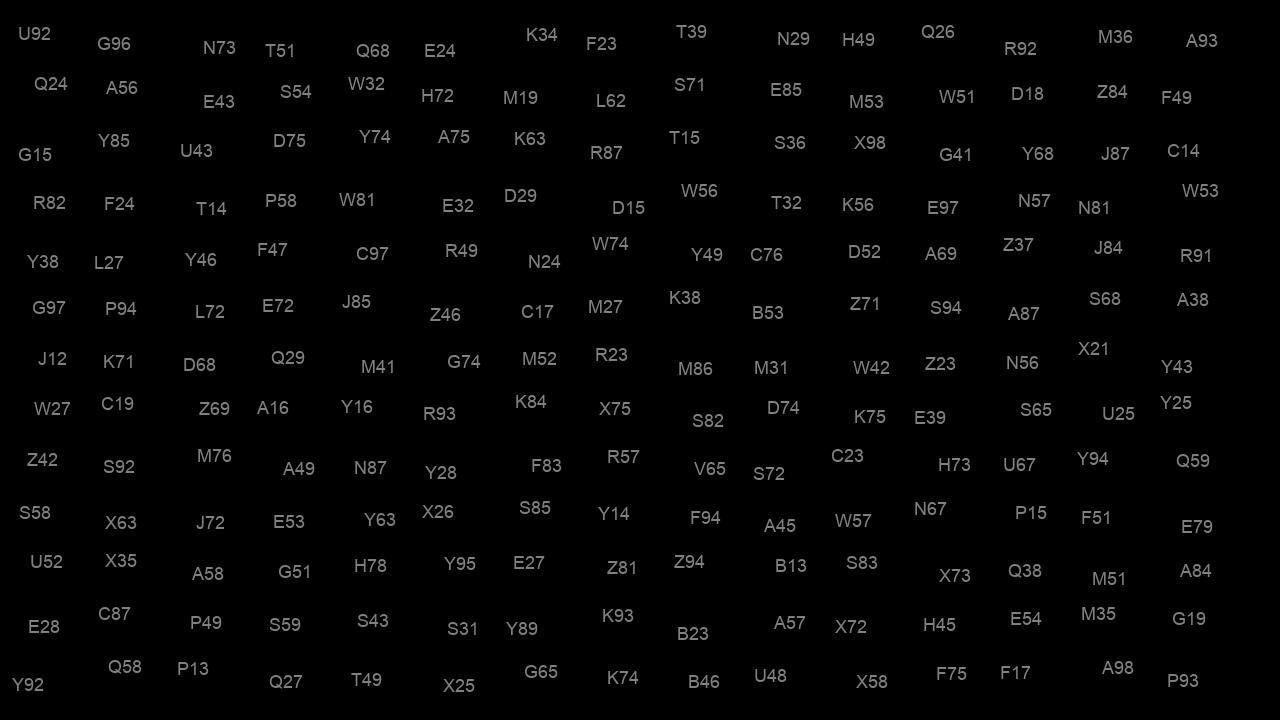 U92 G96 N73 T51 Q68 E24 K34 F23 T39 N29 H49 Q26 R92 M36 A93
Q24 A56 E43 S54 W32 H72 M19 L62 S71 E85 M53 W51 D18 Z84 F49
G15 Y85 U43 D75 Y74 A75 K63 R87 T15 S36 X98 G41 Y68 J87 C14
R82 F24 T14 P58 W81 E32 D29 D15 W56 T32 K56 E97 N57 N81 W53
Y38 L27 Y46 F47 C97 R49 N24 W74 Y49 C76 D52 A69 Z37 J84 R91
G97 P94 L72 E72 J85 Z46 C17 M27 K38 B53 Z71 S94 A87 S68 A38
J12 K71 D68 Q29 M41 G74 M52 R23 M86 M31 W42 Z23 N56 X21 Y43
W27 C19 Z69 A16 Y16 R93 K84 X75 S82 D74 K75 E39 S65 U25 Y25
Z42 S92 M76 A49 N87 Y28 F83 R57 V65 S72 C23 H73 U67 Y94 Q59
S58 X63 J72 E53 Y63 X26 S85 Y14 F94 A45 W57 N67 P15 F51 E79
U52 X35 A58 G51 H78 Y95 E27 Z81 Z94 B13 S83 X73 Q38 M51 A84
E28 C87 P49 S59 S43 S31 Y89 K93 B23 A57 X72 H45 E54 M35 G19
Y92 Q58 P13 Q27 T49 X25 G65 K74 B46 U48 X58 F75 F17 A98 P93